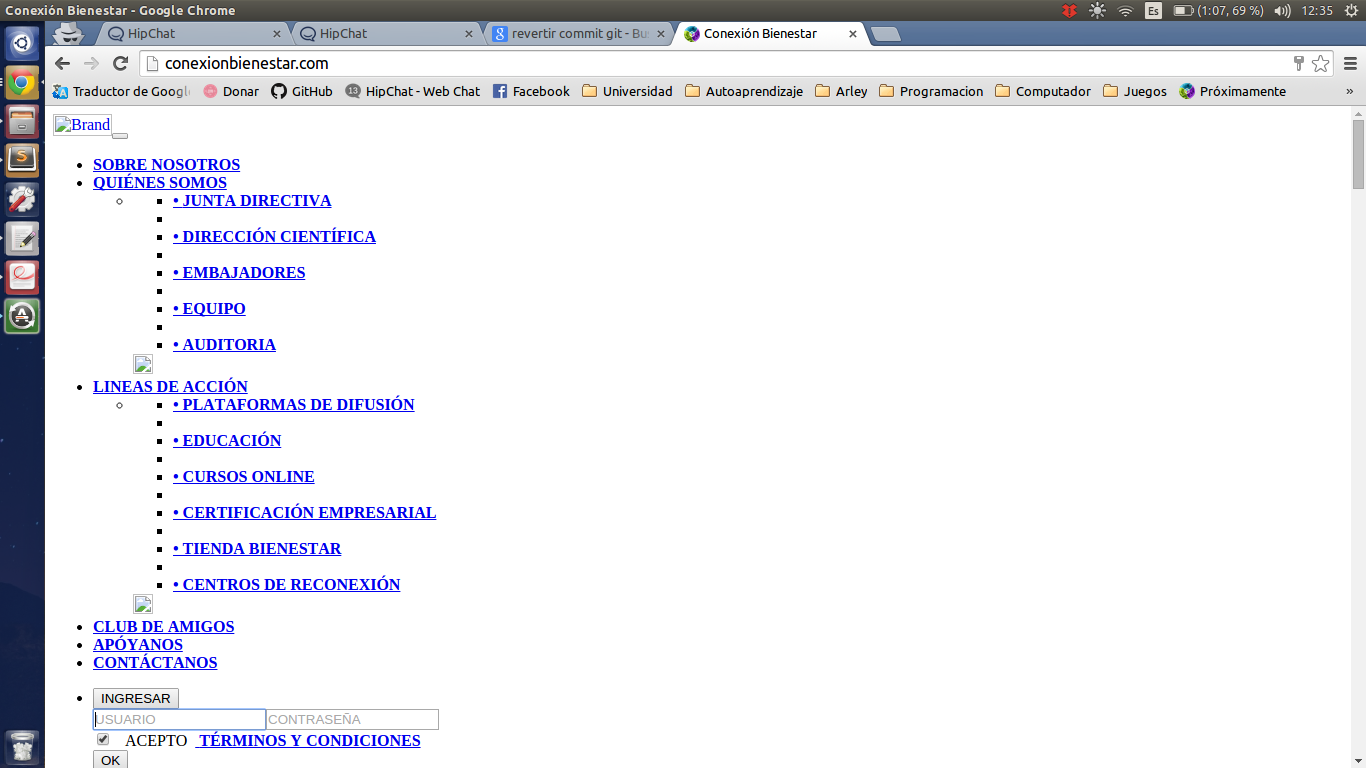 Conexión Bienestar - Google Chrome
Es
(1:07, 69 %)
12:35
HipChat
HipChat
revertir commit git - Bus
Conexión Bienestar
conexionbienestar.com
Traductor de Google
Donar
GitHub
13 HipChat - Web Chat
Facebook
Universidad
Autoaprendizaje
Arley
Programacion
Computador
Juegos
Próximamente
»
Brand
• SOBRE NOSOTROS
• QUIÉNES SOMOS
• JUNTA DIRECTIVA
• DIRECCIÓN CIENTÍFICA
• EMBAJADORES
• EQUIPO
• AUDITORIA
• LINEAS DE ACCIÓN
• PLATAFORMAS DE DIFUSIÓN
• EDUCACIÓN
• CURSOS ONLINE
• CERTIFICACIÓN EMPRESARIAL
• TIENDA BIENESTAR
• CENTROS DE RECONEXIÓN
• CLUB DE AMIGOS
• APÓYANOS
• CONTÁCTANOS
• INGRESAR
USUARIO CONTRASEÑA
ACEPTO TÉRMINOS Y CONDICIONES
OK